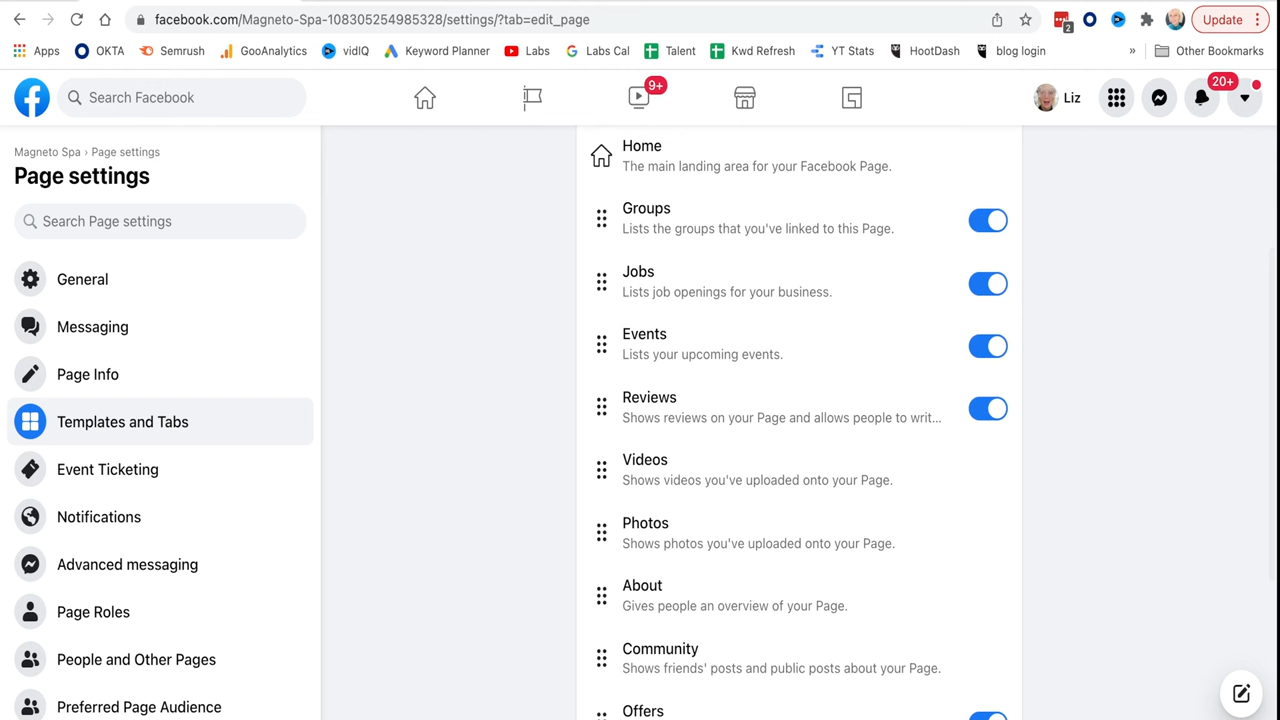 facebook.com/Magneto-Spa-108305254985328/settings/?tab=edit_page
2
Update
Apps
OKTA
Semrush
GooAnalytics
vidIQ
Keyword Planner
Labs
Labs Cal
Talent
Kwd Refresh
YT Stats
HootDash
blog login
»
Other Bookmarks
Search Facebook
9+
Liz
20+
Magneto Spa › Page settings
Page settings
Search Page settings
General
Messaging
Page Info
Templates and Tabs
Event Ticketing
Notifications
Advanced messaging
Page Roles
People and Other Pages
Preferred Page Audience
Home
The main landing area for your Facebook Page.
Groups
Lists the groups that you've linked to this Page.
Jobs
Lists job openings for your business.
Events
Lists your upcoming events.
Reviews
Shows reviews on your Page and allows people to writ...
Videos
Shows videos you've uploaded onto your Page.
Photos
Shows photos you've uploaded onto your Page.
About
Gives people an overview of your Page.
Community
Shows friends' posts and public posts about your Page.
Offers